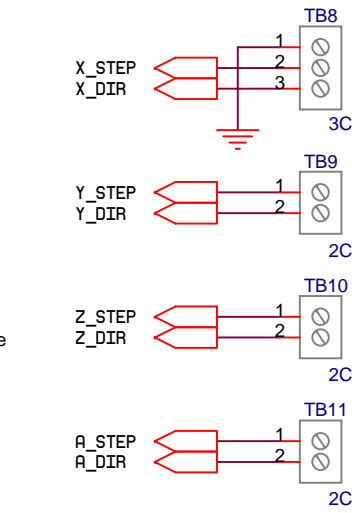 TB8
1
X_STEP 2
X_DIR 3
3C
TB9
Y_STEP 1
Y_DIR 2
2C
TB10
Z_STEP 1
e Z_DIR 2
2C
TB11
A_STEP 1
A_DIR 2
2C